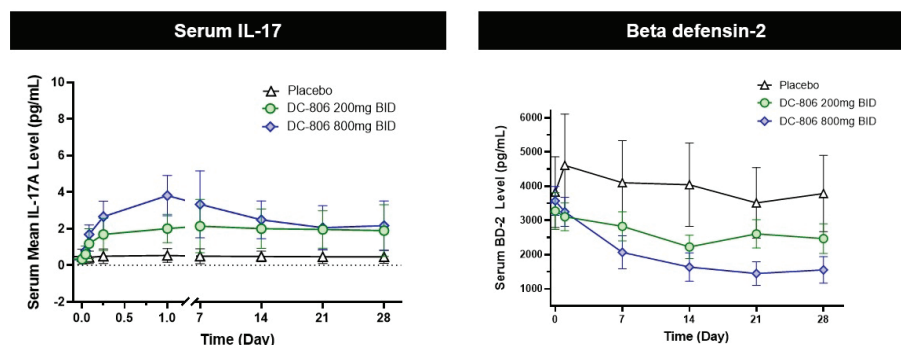 Serum IL-17
Serum Mean IL-17A Level (pg/mL)
10
8
6
4
2
0
-2
Placebo
DC-806 200mg BID
DC-806 800mg BID
0.0 0.5 1.0 7 14 21 28
Time (Day)
Beta defensin-2
Serum BD-2 Level (pg/mL)
6000
5000
4000
3000
2000
1000
Placebo
DC-806 200mg BID
DC-806 800mg BID
0 7 14 21 28
Time (Day)